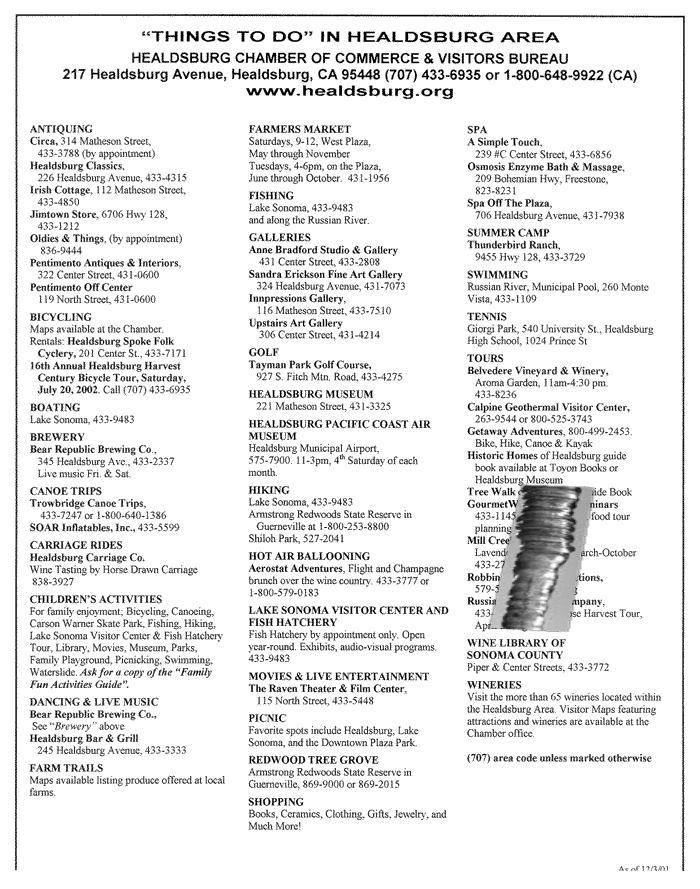 “THINGS TO DO” IN HEALDSBURG AREA
HEALDSBURG CHAMBER OF COMMERCE & VISITORS BUREAU
217 Healdsburg Avenue, Healdsburg, CA 95448 (707) 433-6935 or 1-800-648-9922 (CA)
www.healdsburg.org
ANTIQUING
Circa, 314 Matheson Street,
433-3788 (by appointment)
Healdsburg Classics,
226 Healdsburg Avenue, 433-4315
Irish Cottage, 112 Matheson Street,
433-4850
Jimtown Store, 6706 Hwy 128,
433-1212
Oldies & Things, (by appointment)
836-9444
Pentimento Antiques & Interiors,
322 Center Street, 431-0600
Pentimento Off Center
119 North Street, 431-0600
BICYCLING
Maps available at the Chamber.
Rentals: Healdsburg Spoke Folk
Cyclery, 201 Center St., 433-7171
16th Annual Healdsburg Harvest
Century Bicycle Tour, Saturday,
July 20, 2002. Call (707) 433-6935
BOATING
Lake Sonoma, 433-9483
BREWERY
Bear Republic Brewing Co.,
345 Healdsburg Ave., 433-2337
Live music Fri. & Sat.
CANOE TRIPS
Trowbridge Canoe Trips,
433-7247 or 1-800-640-1386
SOAR Inflatables, Inc., 433-5599
CARRIAGE RIDES
Healdsburg Carriage Co.
Wine Tasting by Horse Drawn Carriage
838-3927
CHILDREN’S ACTIVITIES
For family enjoyment; Bicycling, Canoeing,
Carson Warner Skate Park, Fishing, Hiking,
Lake Sonoma Visitor Center & Fish Hatchery
Tour, Library, Movies, Museum, Parks,
Family Playground, Picnicking, Swimming,
Waterslide. Ask for a copy of the “Family
Fun Activities Guide”.
DANCING & LIVE MUSIC
Bear Republic Brewing Co.,
See “Brewery” above
Healdsburg Bar & Grill
245 Healdsburg Avenue, 433-3333
FARM TRAILS
Maps available listing produce offered at local
farms.
FARMERS MARKET
Saturdays, 9-12, West Plaza,
May through November
Tuesdays, 4-6pm, on the Plaza,
June through October. 431-1956
FISHING
Lake Sonoma, 433-9483
and along the Russian River.
GALLERIES
Anne Bradford Studio & Gallery
431 Center Street, 433-2808
Sandra Erickson Fine Art Gallery
324 Healdsburg Avenue, 431-7073
Innpressions Gallery,
116 Matheson Street, 433-7510
Upstairs Art Gallery
306 Center Street, 431-4214
GOLF
Tayman Park Golf Course,
927 S. Fitch Mtn. Road, 433-4275
HEALDSBURG MUSEUM
221 Matheson Street, 431-3325
HEALDSBURG PACIFIC COAST AIR
MUSEUM
Healdsburg Municipal Airport,
575-7900. 11-3pm, 4th Saturday of each
month.
HIKING
Lake Sonoma, 433-9483
Armstrong Redwoods State Reserve in
Guerneville at 1-800-253-8800
Shiloh Park, 527-2041
HOT AIR BALLOONING
Aerostat Adventures, Flight and Champagne
brunch over the wine country. 433-3777 or
1-800-579-0183
LAKE SONOMA VISITOR CENTER AND
FISH HATCHERY
Fish Hatchery by appointment only. Open
year-round. Exhibits, audio-visual programs.
433-9483
MOVIES & LIVE ENTERTAINMENT
The Raven Theater & Film Center,
115 North Street, 433-5448
PICNIC
Favorite spots include Healdsburg, Lake
Sonoma, and the Downtown Plaza Park.
REDWOOD TREE GROVE
Armstrong Redwoods State Reserve in
Guerneville, 869-9000 or 869-2015
SHOPPING
Books, Ceramics, Clothing, Gifts, Jewelry, and
Much More!
SPA
A Simple Touch,
239 #C Center Street, 433-6856
Osmosis Enzyme Bath & Massage,
209 Bohemian Hwy, Freestone,
823-8231
Spa Off The Plaza,
706 Healdsburg Avenue, 431-7938
SUMMER CAMP
Thunderbird Ranch,
9455 Hwy 128, 433-3729
SWIMMING
Russian River, Municipal Pool, 260 Monte
Vista, 433-1109
TENNIS
Giorgi Park, 540 University St., Healdsburg
High School, 1024 Prince St
TOURS
Belvedere Vineyard & Winery,
Aroma Garden, 11am-4:30 pm.
433-8236
Calpine Geothermal Visitor Center,
263-9544 or 800-525-3743
Getaway Adventures, 800-499-2453.
Bike, Hike, Canoe & Kayak
Historic Homes of Healdsburg guide
book available at Toyon Books or
Healdsburg Museum
Tree Walk Book
433-1145 food tour
planning
Mill
Harvest Tour,
WINE LIBRARY OF
SONOMA COUNTY
Piper & Center Streets, 433-3772
WINERIES
Visit the more than 65 wineries located within
the Healdsburg Area. Visitor Maps featuring
attractions and wineries are available at the
Chamber office.
(707) area code unless marked otherwise
As of 12/3/01